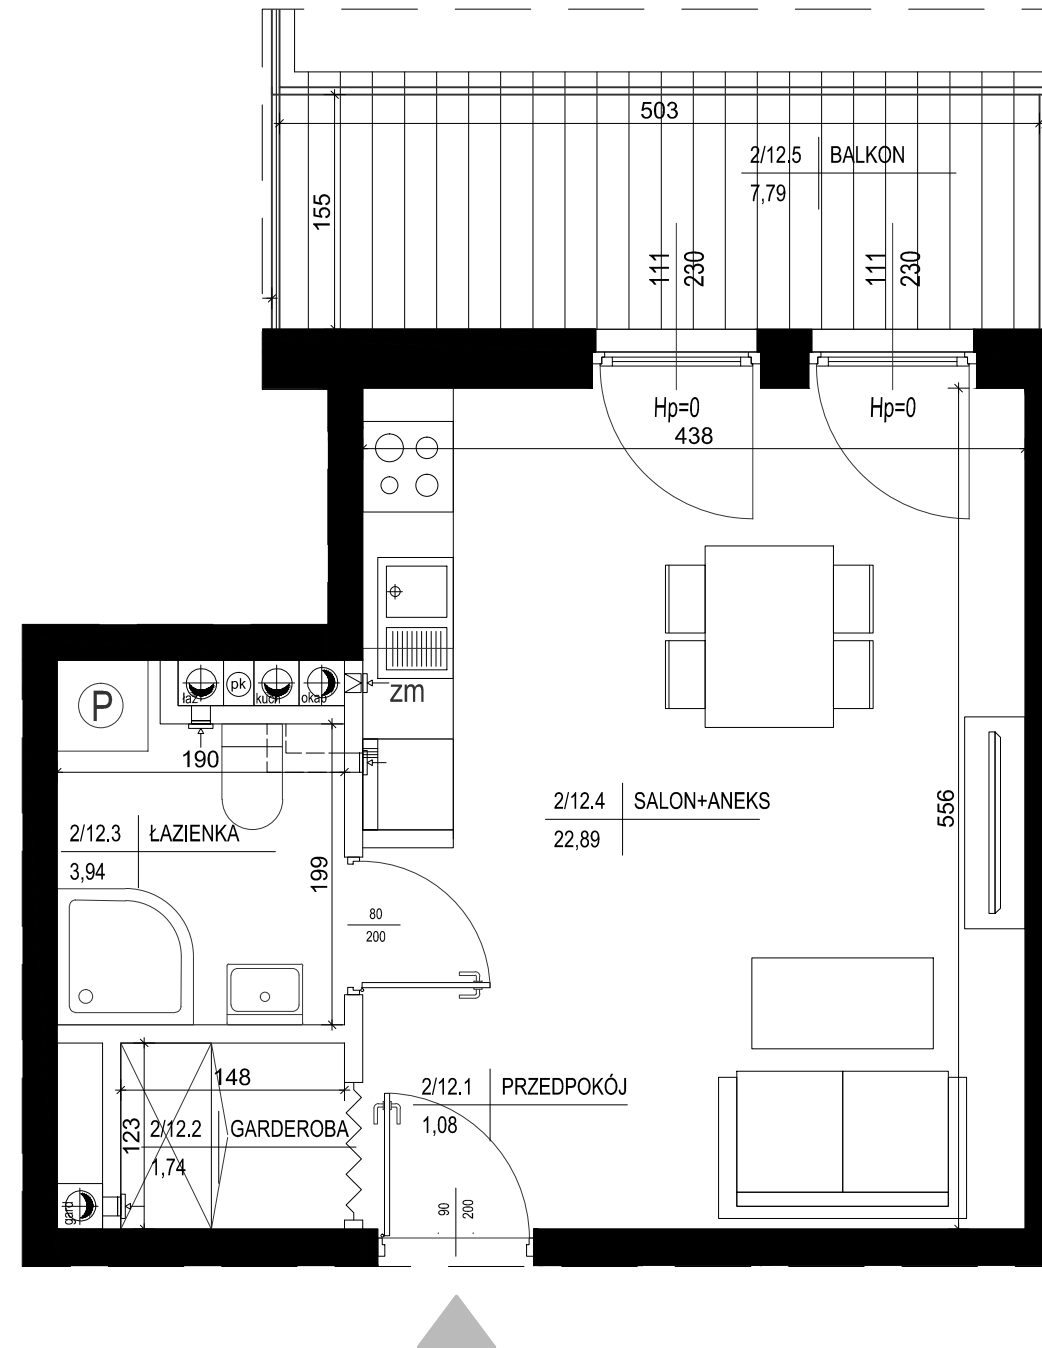 503
2/12.5 BALKON
7,79
155
111
230
111
230
Hp=0
Hp=0
438
łaz
pk
kuch
okap
zm
P
190
2/12.4 SALON+ANEKS
22,89
556
2/12.3 ŁAZIENKA
3,94
199
80
200
148
2/12.1 PRZEDPOKÓJ
1,08
123
2/12.2 GARDEROBA
1,74
gard
90
200